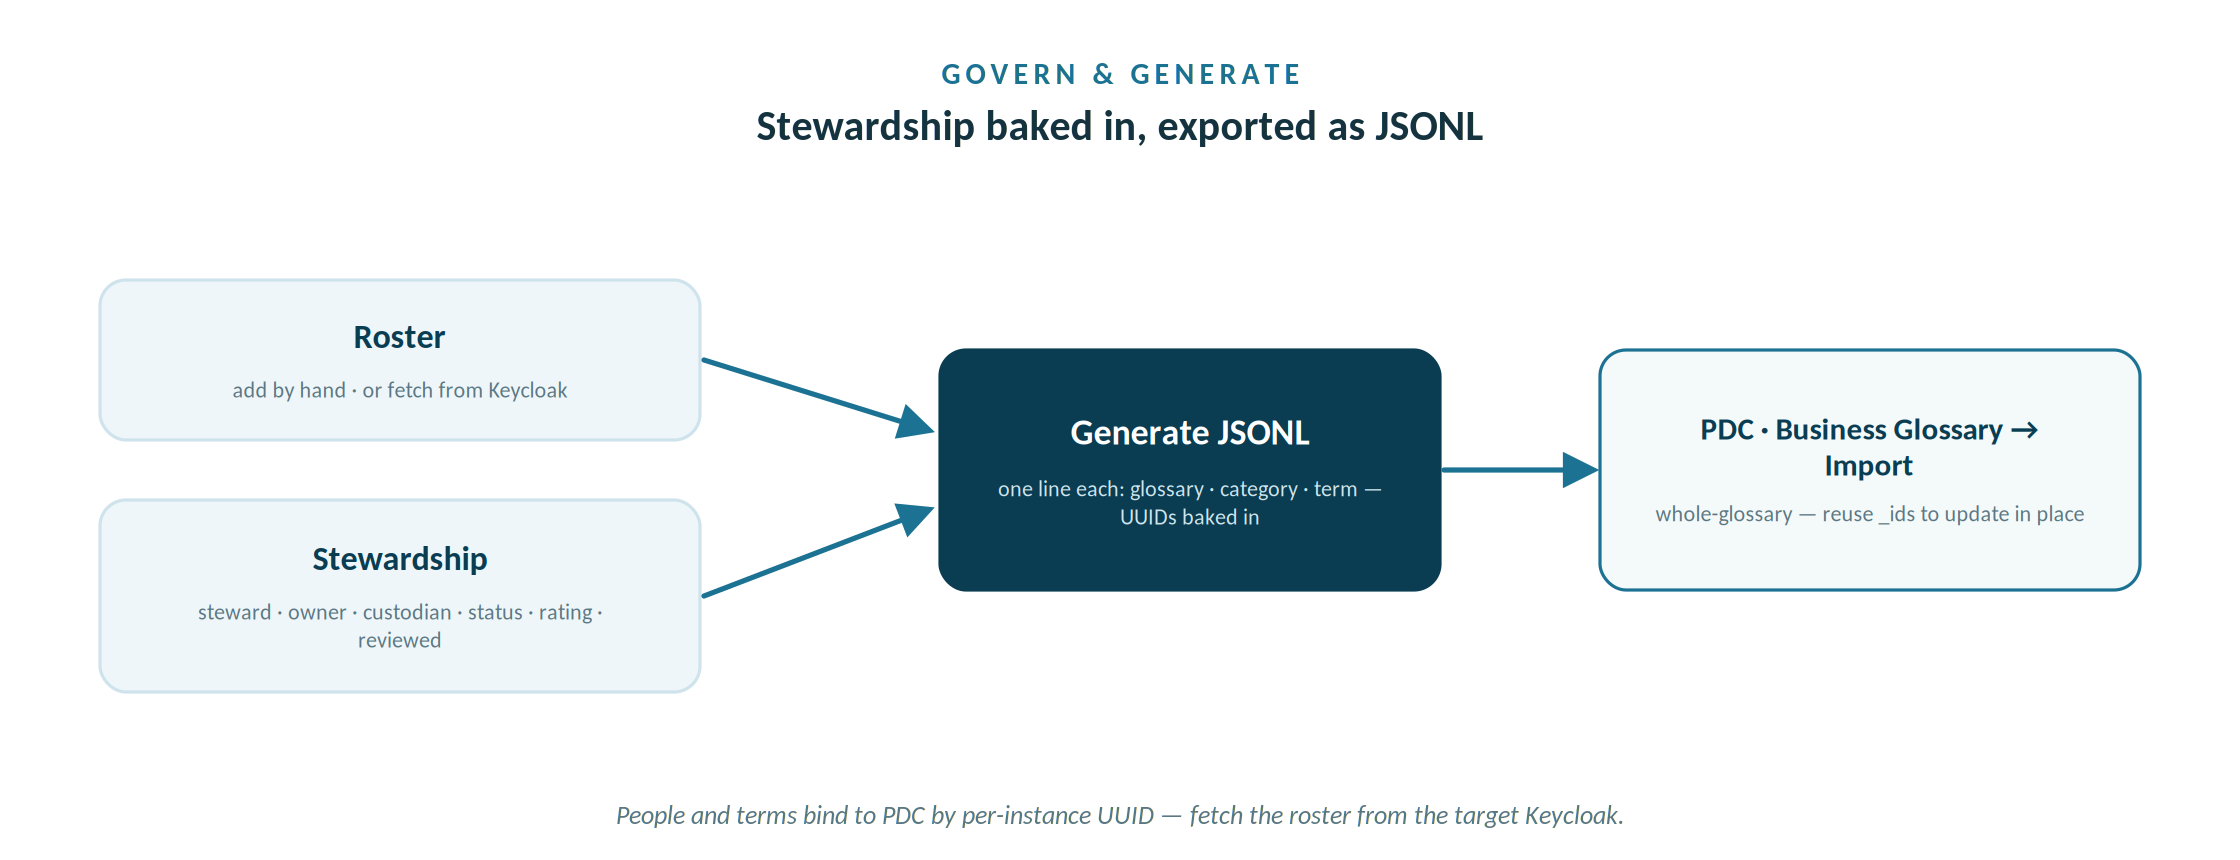 GOVERN & GENERATE
Stewardship baked in, exported as JSONL
Roster
add by hand · or fetch from Keycloak
Stewardship
steward · owner · custodian · status · rating ·
reviewed
Generate JSONL
one line each: glossary · category · term —
UUIDs baked in
PDC · Business Glossary →
Import
whole-glossary — reuse _ids to update in place
People and terms bind to PDC by per-instance UUID — fetch the roster from the target Keycloak.